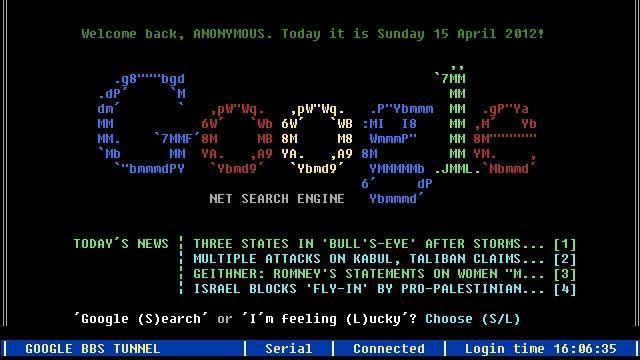 Welcome back, ANONYMOUS. Today it is Sunday 15 April 2012!
Google
NET SEARCH ENGINE
TODAY'S NEWS ¦ THREE STATES IN 'BULL'S-EYE' AFTER STORMS... [1]
¦ MULTIPLE ATTACKS ON KABUL, TALIBAN CLAIMS... [2]
¦ GEITHNER: ROMNEY'S STATEMENTS ON WOMEN "M... [3]
¦ ISRAEL BLOCKS 'FLY-IN' BY PRO-PALESTINIAN... [4]
'Google (S)earch' or 'I'm feeling (L)ucky'? Choose (S/L)
GOOGLE BBS TUNNEL | Serial | Connected | Login time 16:06:35